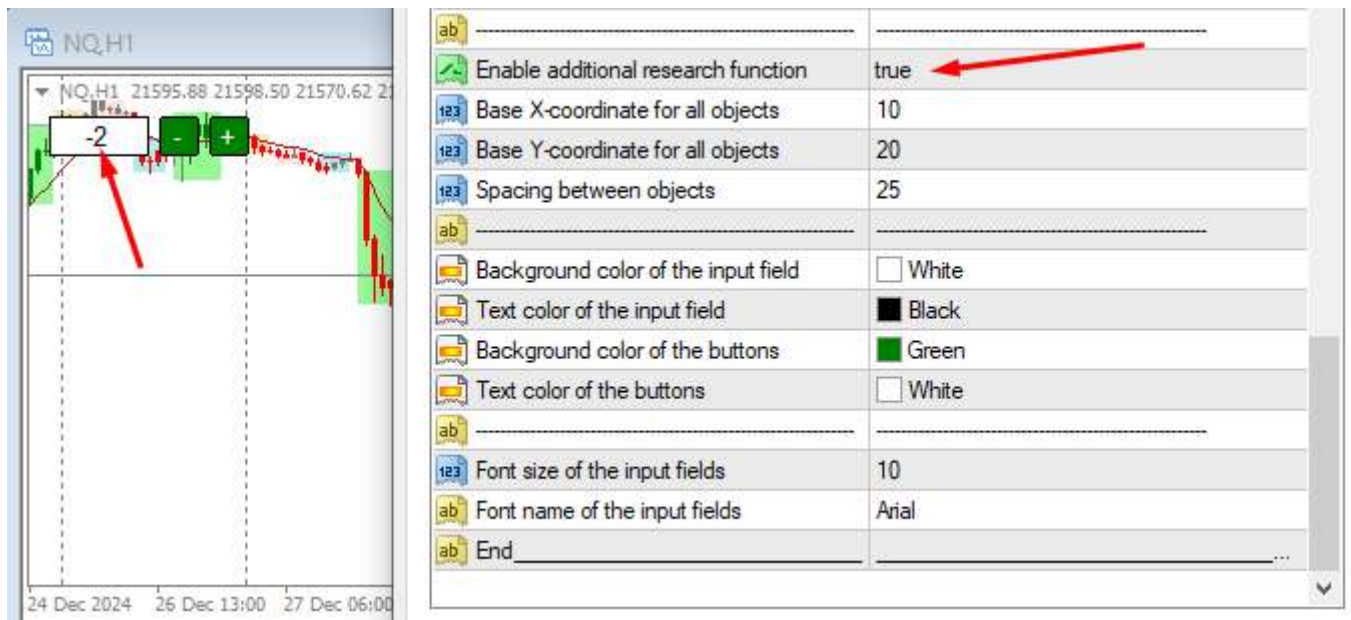 NQ,H1
NQ,H1 21595.88 21598.50 21570.62
-2 - +
24 Dec 2024 26 Dec 13:00 27 Dec 06:00
Enable additional research function true
Base X-coordinate for all objects 10
Base Y-coordinate for all objects 20
Spacing between objects 25
Background color of the input field White
Text color of the input field Black
Background color of the buttons Green
Text color of the buttons White
Font size of the input fields 10
Font name of the input fields Arial
End